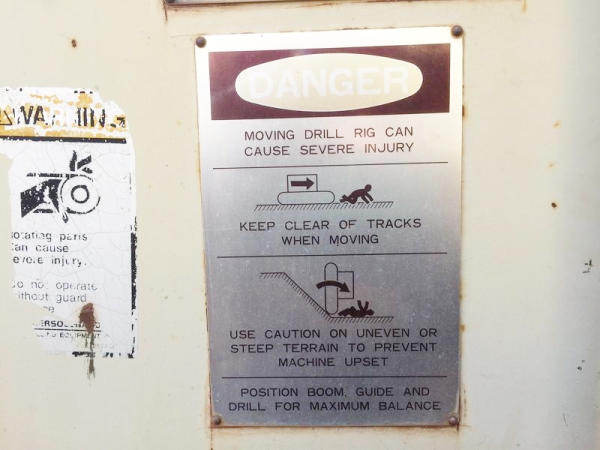 DANGER
MOVING DRILL RIG CAN
CAUSE SEVERE INJURY
KEEP CLEAR OF TRACKS
WHEN MOVING
USE CAUTION ON UNEVEN OR
STEEP TERRAIN TO PREVENT
MACHINE UPSET
POSITION BOOM, GUIDE AND
DRILL FOR MAXIMUM BALANCE
WARNING
otating parts
can cause
evere injury.
Do not operate
ithout guard